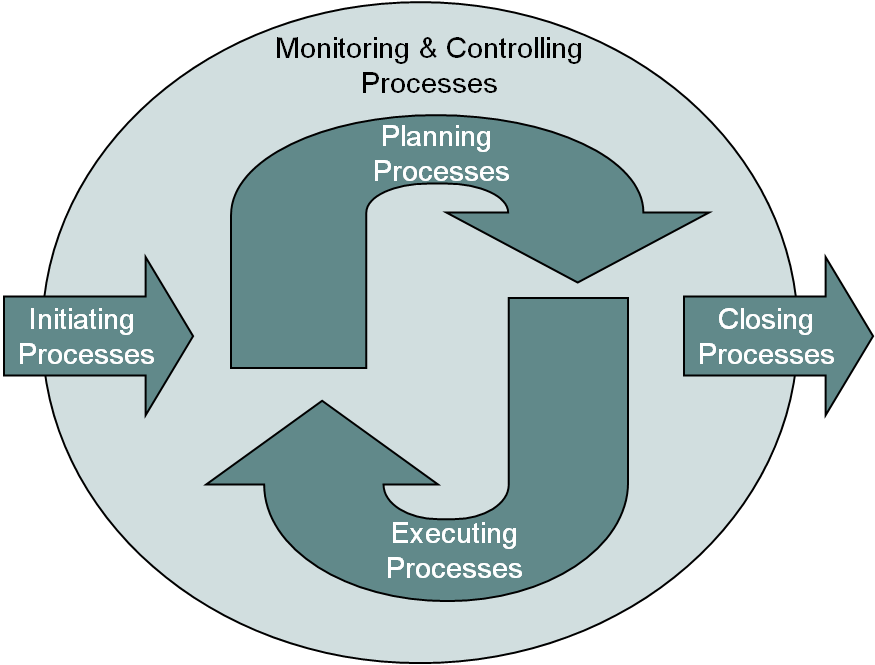 Monitoring & Controlling
Processes
Planning
Processes
Initiating
Processes
Closing
Processes
Executing
Processes